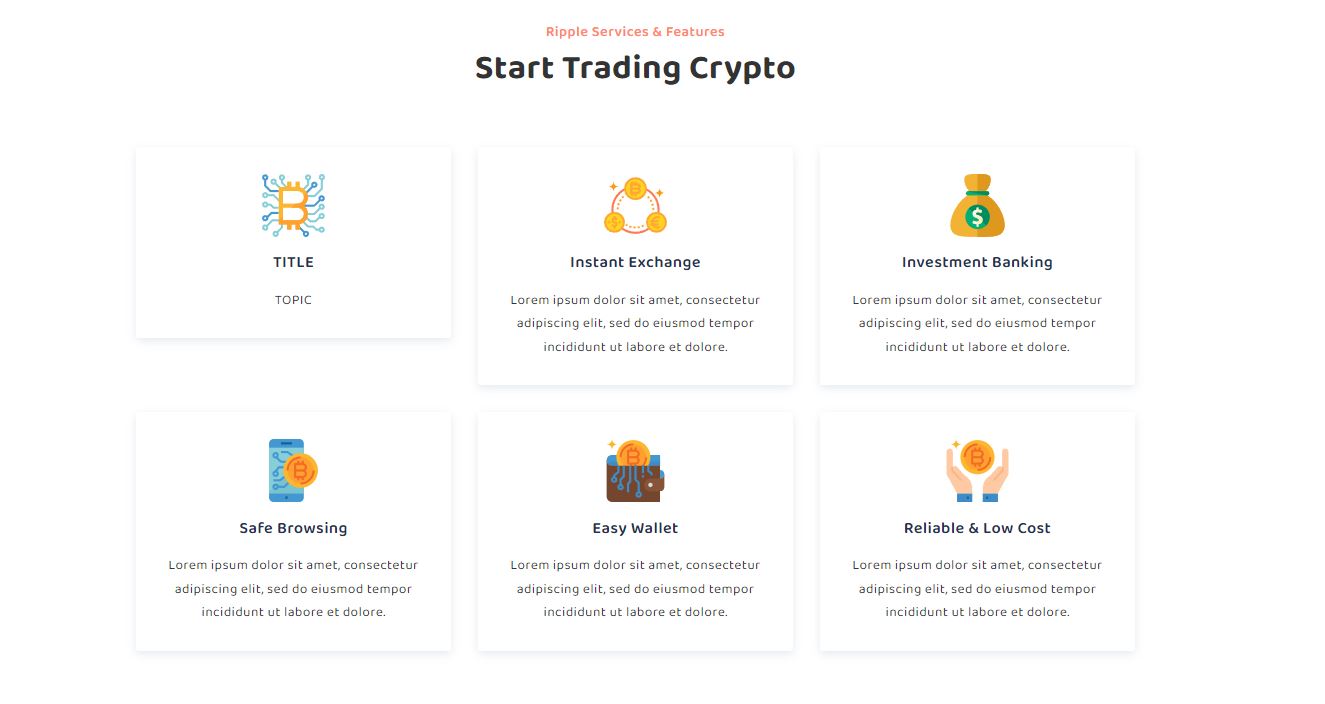 Ripple Services & Features
Start Trading Crypto
TITLE
TOPIC
Instant Exchange
Lorem ipsum dolor sit amet, consectetur
adipiscing elit, sed do eiusmod tempor
incididunt ut labore et dolore.
Investment Banking
Lorem ipsum dolor sit amet, consectetur
adipiscing elit, sed do eiusmod tempor
incididunt ut labore et dolore.
Safe Browsing
Lorem ipsum dolor sit amet, consectetur
adipiscing elit, sed do eiusmod tempor
incididunt ut labore et dolore.
Easy Wallet
Lorem ipsum dolor sit amet, consectetur
adipiscing elit, sed do eiusmod tempor
incididunt ut labore et dolore.
Reliable & Low Cost
Lorem ipsum dolor sit amet, consectetur
adipiscing elit, sed do eiusmod tempor
incididunt ut labore et dolore.